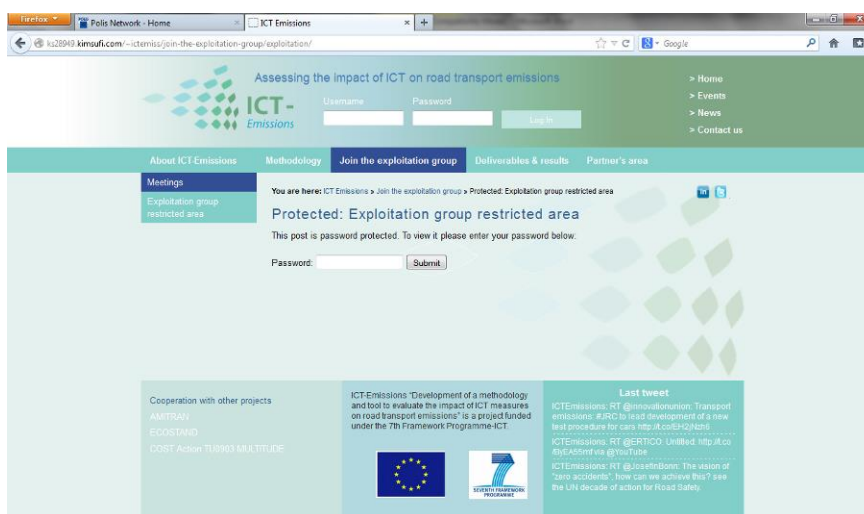 Firefox
Polis Network - Home
ICT Emissions
ks28949.kimsufi.com/~ictemiss/join-the-exploitation-group/exploitation/
Google
Assessing the impact of ICT on road transport emissions
ICT-
Emissions
Username
Password
Log in
> Home
> Events
> News
> Contact us
About ICT-Emissions
Methodology
Join the exploitation group
Deliverables & results
Partner's area
Meetings
Exploitation group
restricted area
You are here: ICT Emissions » Join the exploitation group » Protected: Exploitation group restricted area
Protected: Exploitation group restricted area
This post is password protected. To view it please enter your password below:
Password:
Submit
Cooperation with other projects
AMITRAN
ECOSTAND
COST Action TU0903 MULTITUDE
ICT-Emissions "Development of a methodology
and tool to evaluate the impact of ICT measures
on road transport emissions" is a project funded
under the 7th Framework Programme-ICT.
SEVENTH FRAMEWORK
PROGRAMME
Last tweet
ICTEmissions: RT @innovationunion: Transport
emissions: #JRC to lead development of a new
test procedure for cars
ICTEmissions: RT @ERTICO: Untitled: http://t.co
via @YouTube
ICTEmissions: RT @JosefinBonn: The vision of
"zero accidents", how can we achieve this? see
the UN decade of action for Road Safety